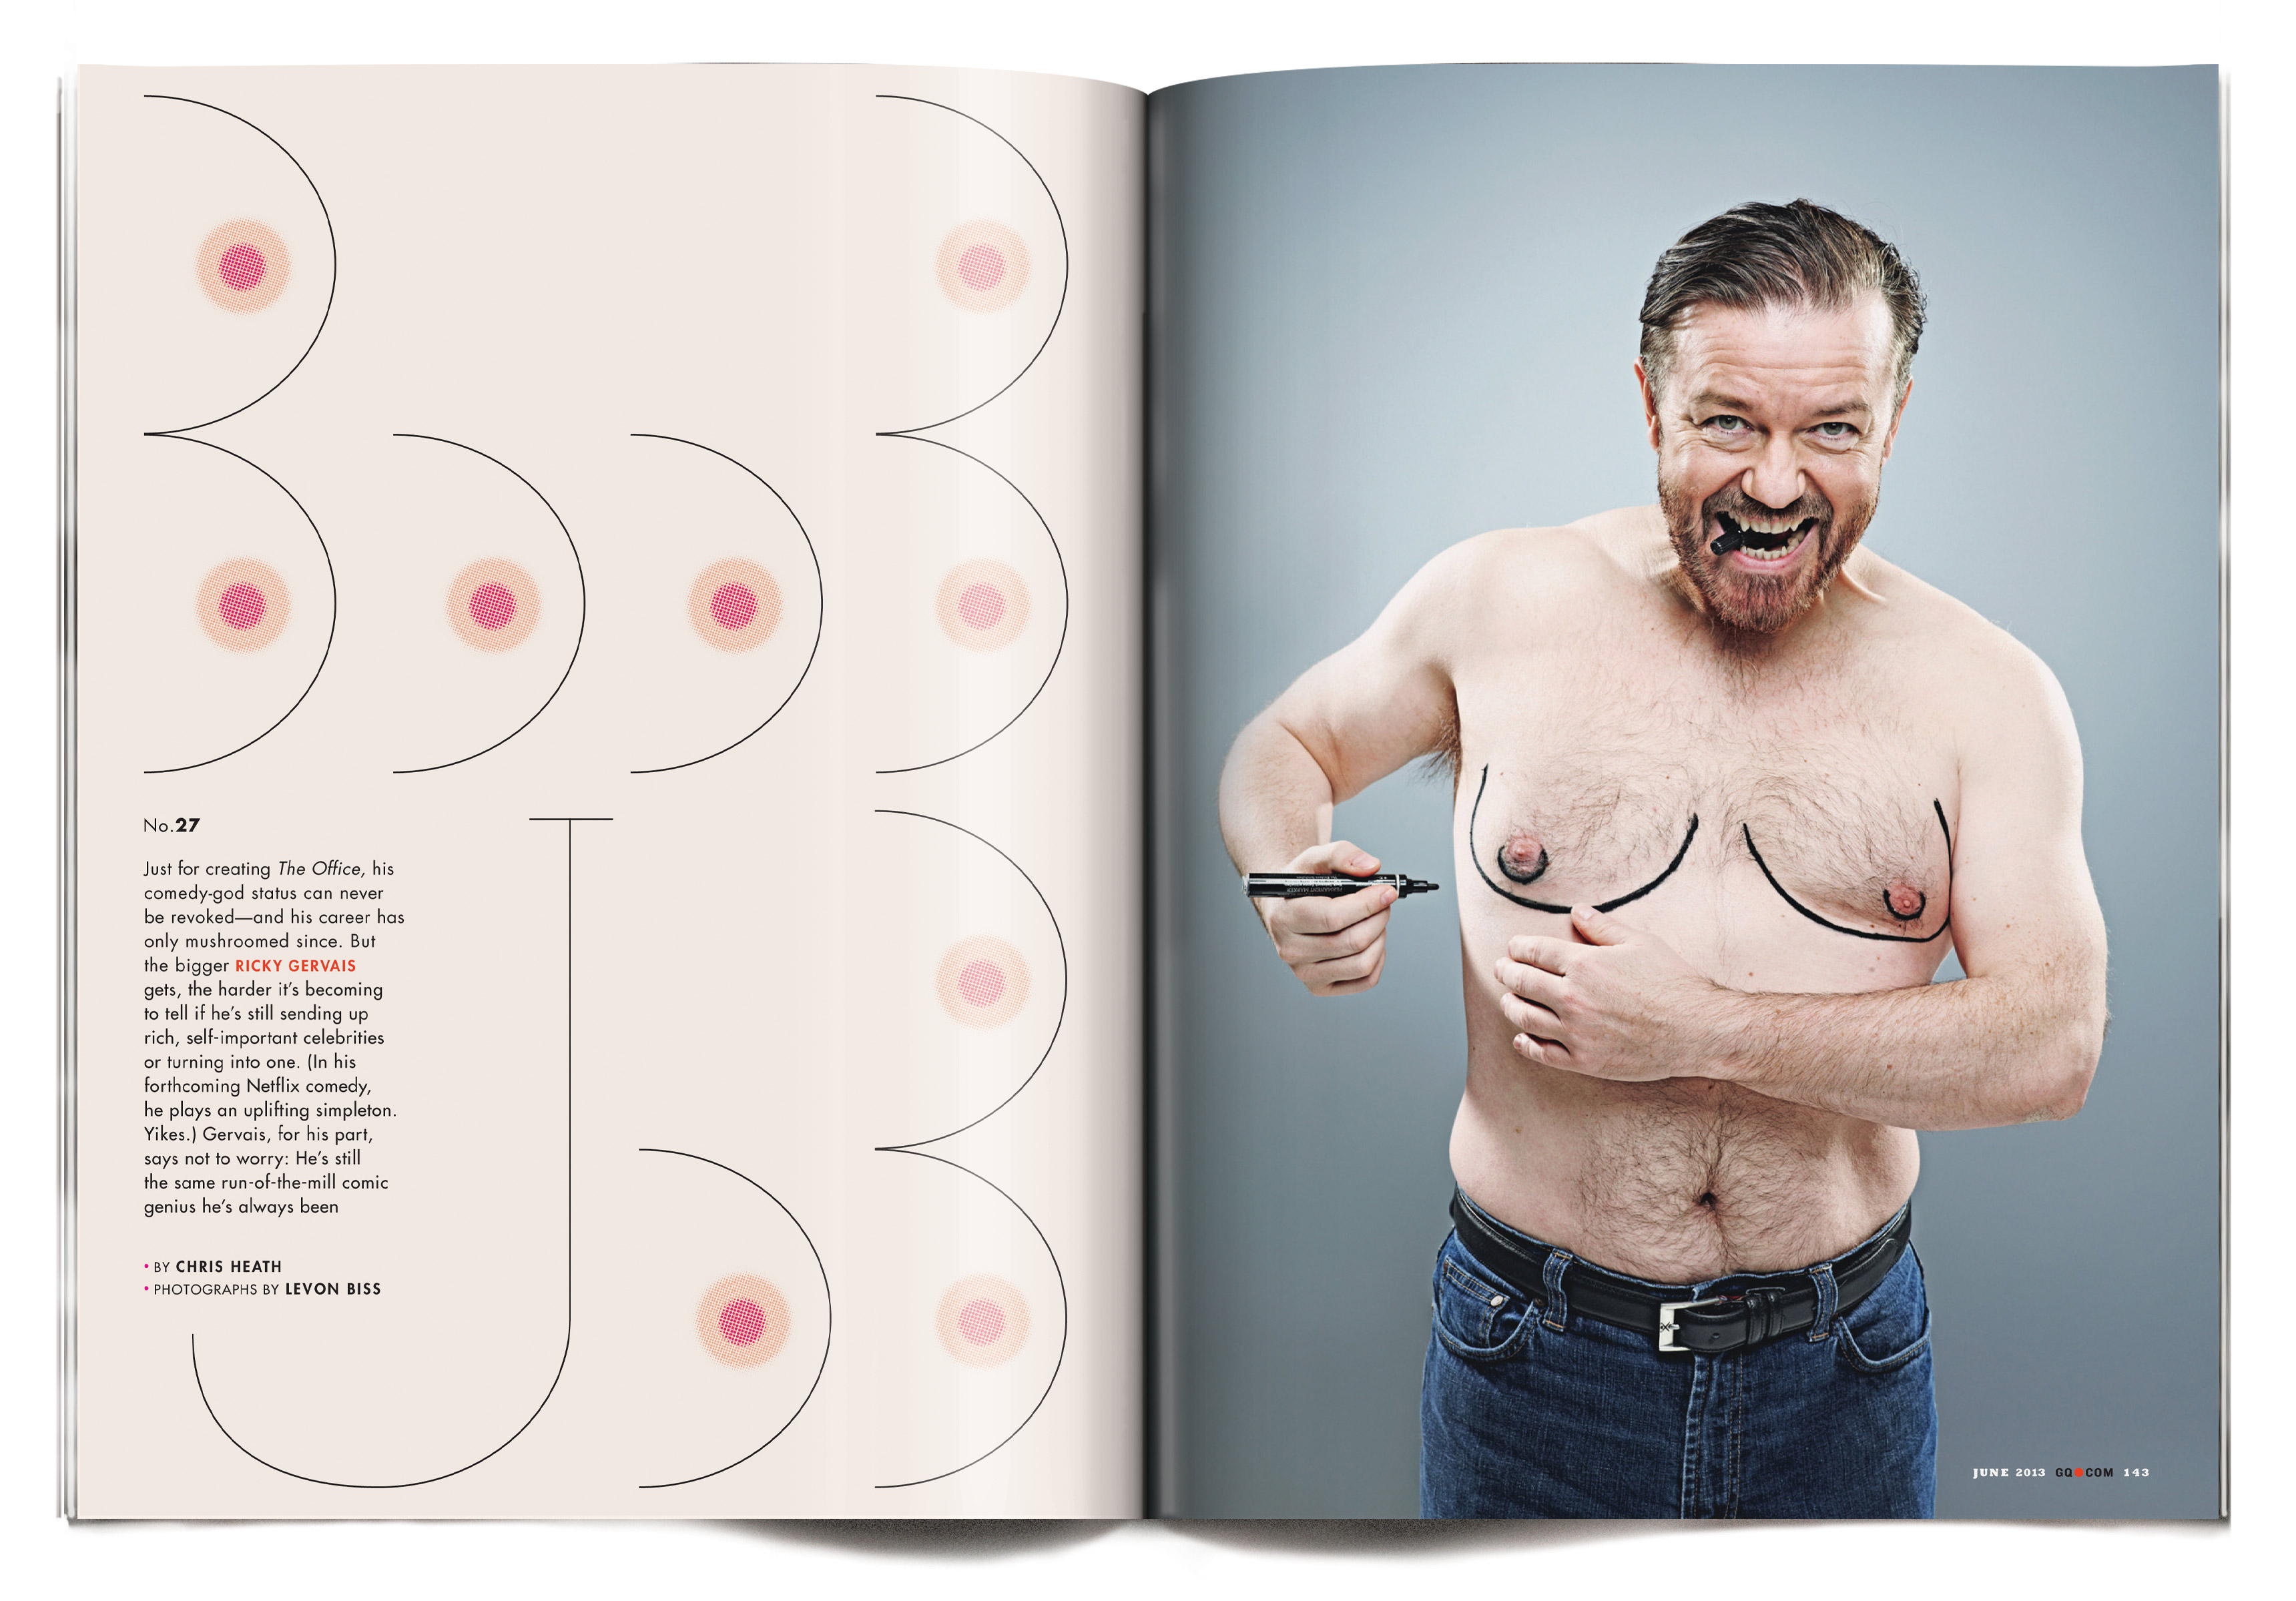 BOOB
No.27
Just for creating The Office, his
comedy-god status can never
be revoked—and his career has
only mushroomed since. But
the bigger RICKY GERVAIS
gets, the harder it's becoming
to tell if he's still sending up
rich, self-important celebrities
or turning into one. (In his
forthcoming Netflix comedy,
he plays an uplifting simpleton.
Yikes.) Gervais, for his part,
says not to worry: He's still
the same run-of-the-mill comic
genius he's always been
• BY CHRIS HEATH
• PHOTOGRAPHS BY LEVON BISS
JOB
JUNE 2013 GQ●COM 143